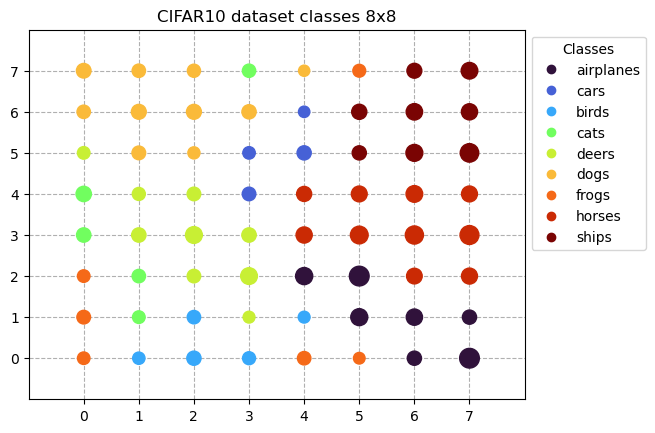 CIFAR10 dataset classes 8x8
7
6
5
4
3
2
1
0
0 1 2 3 4 5 6 7
Classes
airplanes
cars
birds
cats
deers
dogs
frogs
horses
ships